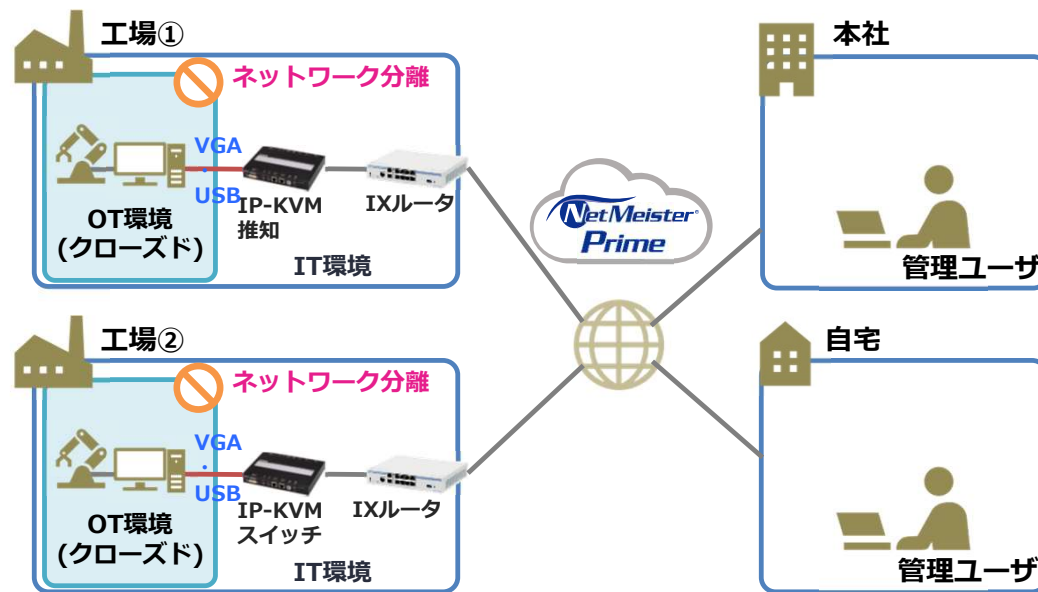 工場①
ネットワーク分離
VGA
・
USB
IP-KVM
推知
IXルータ
OT環境
(クローズド)
IT環境
NetMeister®
Prime
本社
管理ユーザ
工場②
ネットワーク分離
VGA
・
USB
IP-KVM
スイッチ
IXルータ
OT環境
(クローズド)
IT環境
自宅
管理ユーザ